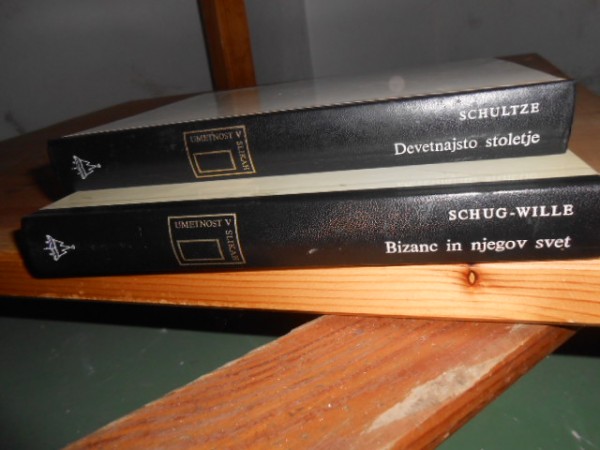 SCHULTZE
Devetnajsto stoletje
UMETNOST V
SLIKAH
SCHUG-WILLE
Bizanc in njegov svet
UMETNOST V
SLIKAH